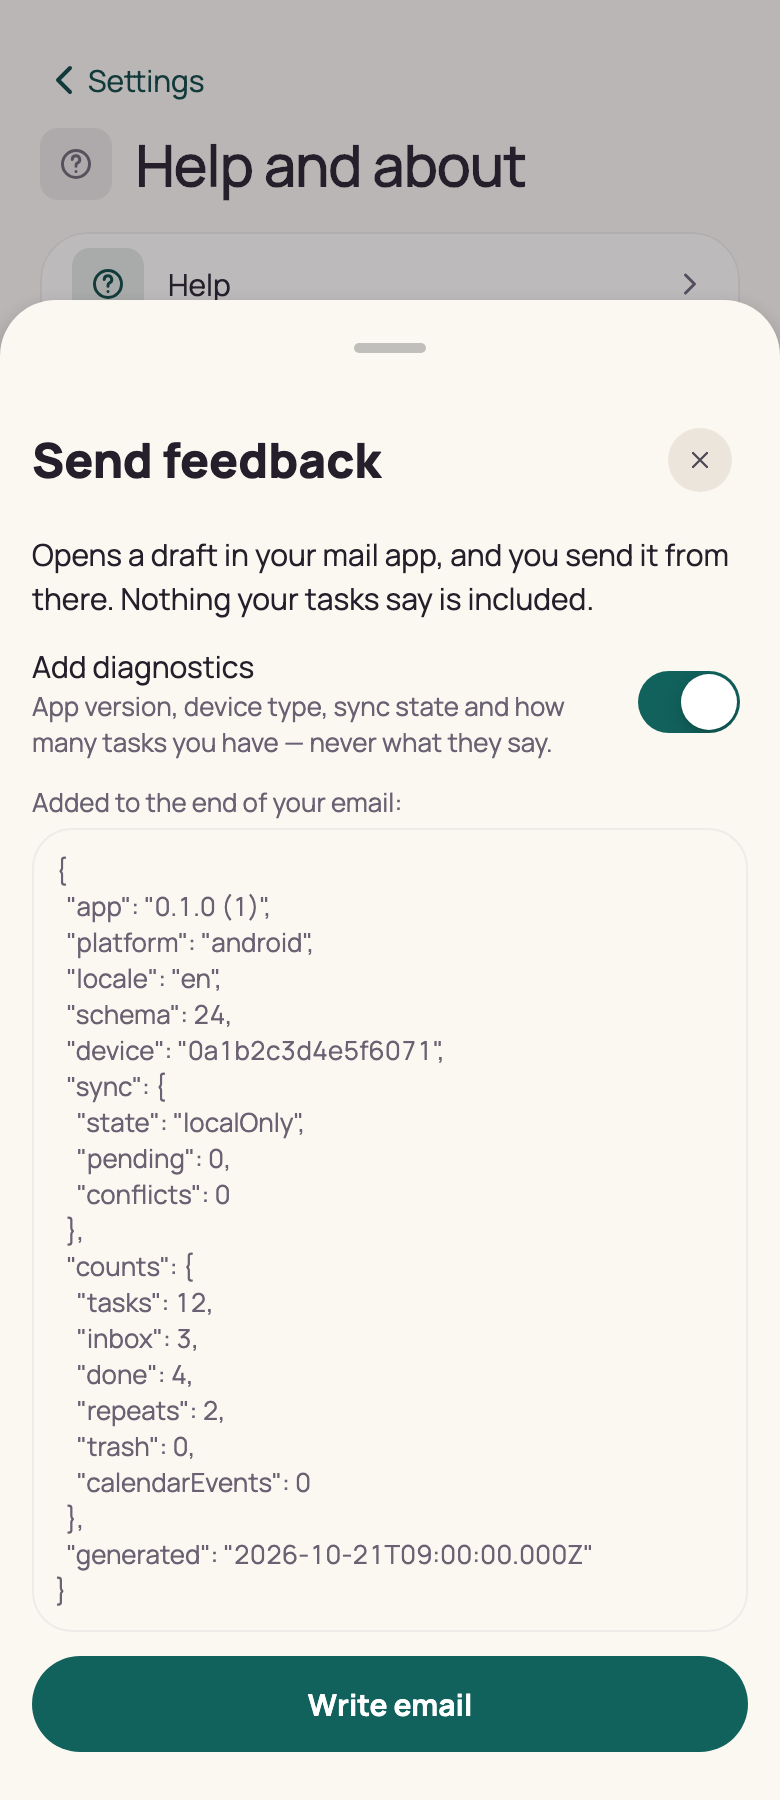 Settings
Help and about
Help
Send feedback
Opens a draft in your mail app, and you send it from
there. Nothing your tasks say is included.
Add diagnostics
App version, device type, sync state and how
many tasks you have — never what they say.
Added to the end of your email:
{
"app": "0.1.0 (1)",
"platform": "android",
"locale": "en",
"schema": 24,
"device": "0a1b2c3d4e5f6071",
"sync": {
"state": "localOnly",
"pending": 0,
"conflicts": 0
},
"counts": {
"tasks": 12,
"inbox": 3,
"done": 4,
"repeats": 2,
"trash": 0,
"calendarEvents": 0
},
"generated": "2026-10-21T09:00:00.000Z"
}
Write email